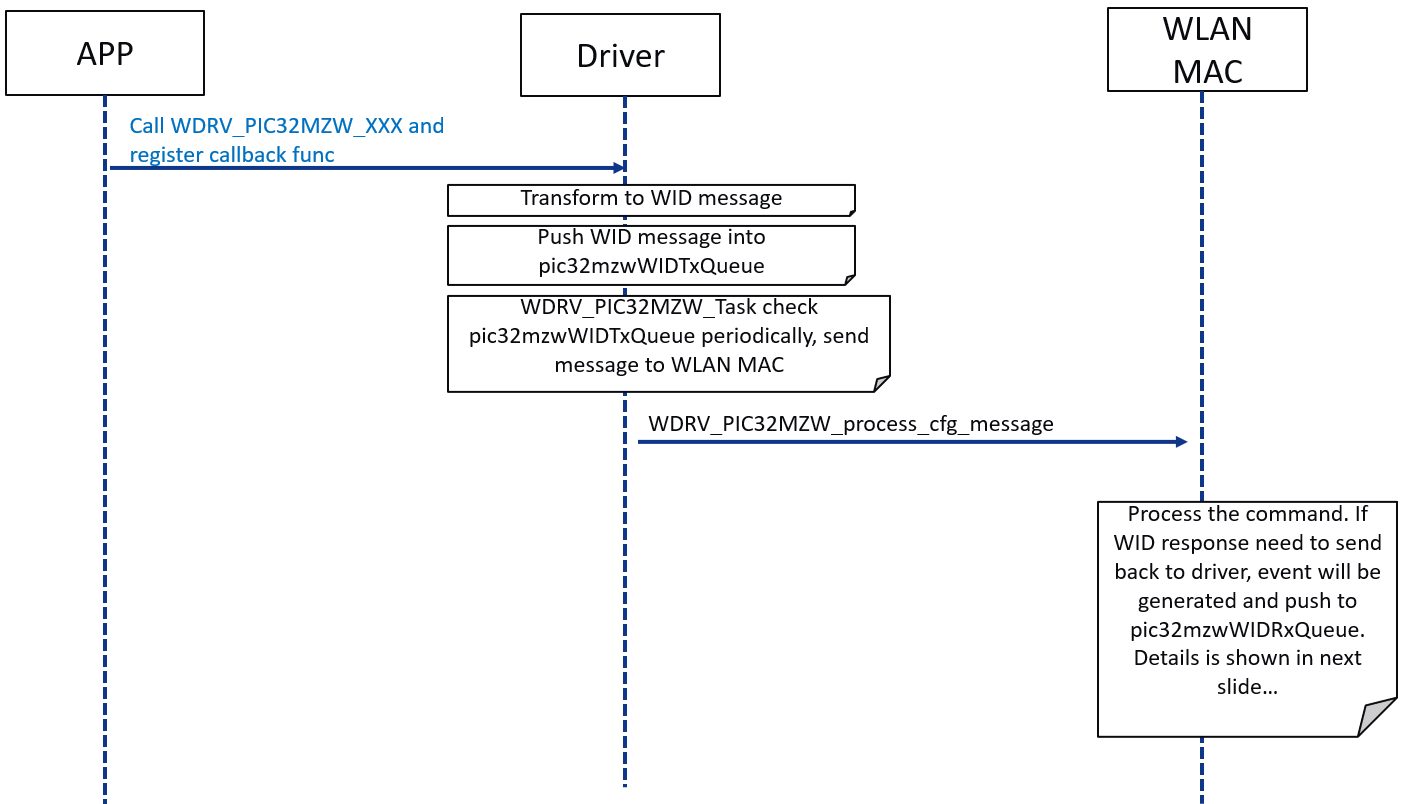 APP
Driver
WLAN
MAC
Call WDRV_PIC32MZW_XXX and
register callback func
Transform to WID message
Push WID message into
pic32mzwWIDTxQueue
WDRV_PIC32MZW_Task check
pic32mzwWIDTxQueue periodically, send
message to WLAN MAC
WDRV_PIC32MZW_process_cfg_message
Process the command. If
WID response need to send
back to driver, event will be
generated and push to
pic32mzwWIDRxQueue.
Details is shown in next
slide...